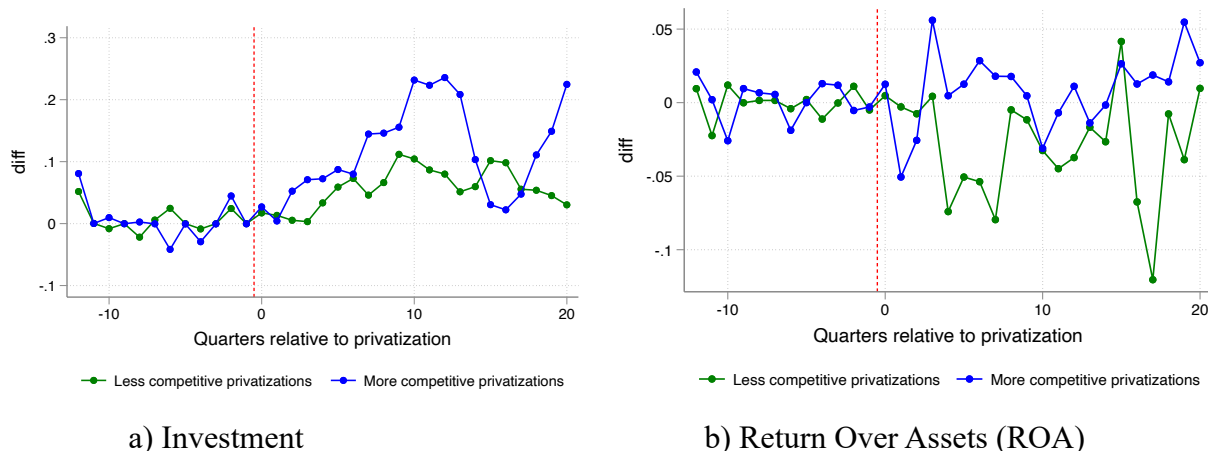 .3
.2
.1
0
-.1
diff
-10
0
10
20
Quarters relative to privatization
Less competitive privatizations
More competitive privatizations
a) Investment
.05
0
-.05
-.1
diff
-10
0
10
20
Quarters relative to privatization
Less competitive privatizations
More competitive privatizations
b) Return Over Assets (ROA)